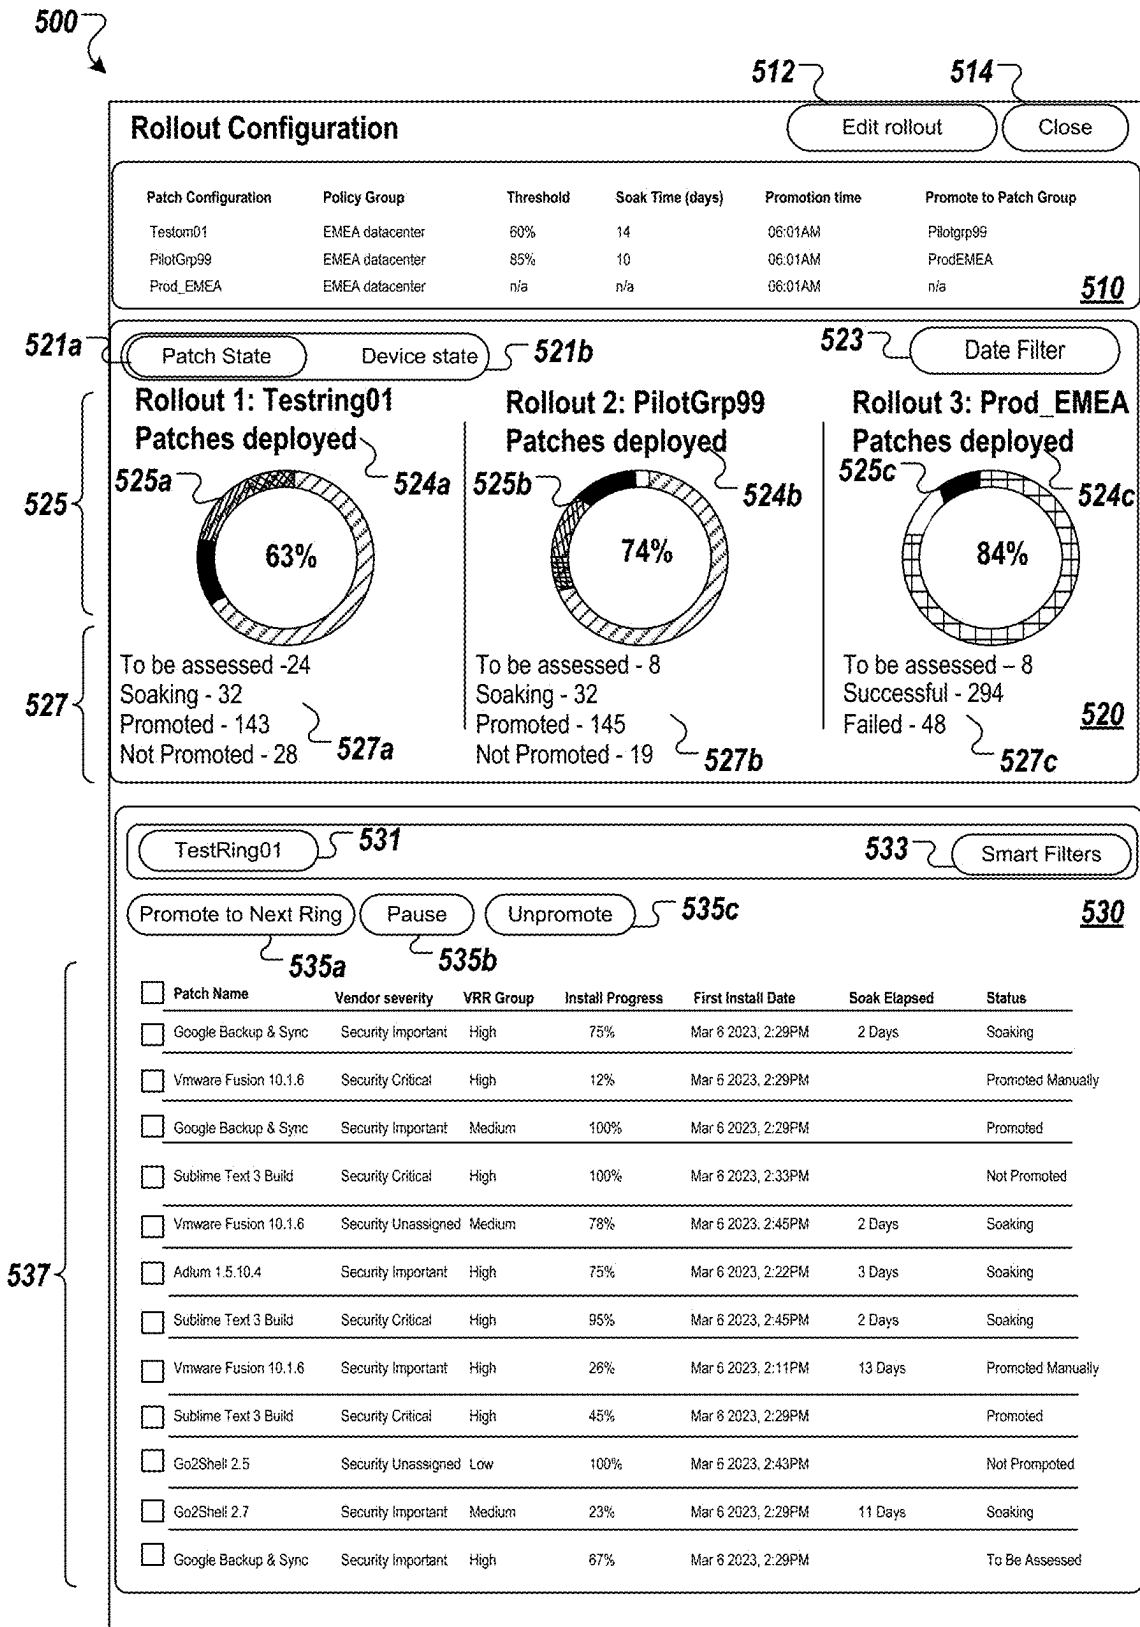 500
512 514
Rollout Configuration Edit rollout Close
Patch Configuration Policy Group Threshold Soak Time (days) Promotion time Promote to Patch Group
Testom01 EMEA datacenter 60% 14 06:01AM Pilotgrp99
PilotGrp99 EMEA datacenter 85% 10 06:01AM ProdEMEA
Prod_EMEA EMEA datacenter n/a n/a 06:01AM n/a
510
521a Patch State Device state 521b 523 Date Filter
Rollout 1: Testring01 Rollout 2: PilotGrp99 Rollout 3: Prod_EMEA
Patches deployed Patches deployed Patches deployed
525 525a 524a 525b 524b 525c 524c
63% 74% 84%
To be assessed -24 To be assessed - 8 To be assessed – 8
Soaking - 32 Soaking - 32 Successful - 294
527 Promoted - 143 Promoted - 145 Failed - 48 520
Not Promoted - 28 527a Not Promoted - 19 527b 527c
TestRing01 531 533 Smart Filters
Promote to Next Ring Pause Unpromote 535c 530
535a 535b
Patch Name Vendor severity VRR Group Install Progress First Install Date Soak Elapsed Status
Google Backup & Sync Security Important High 75% Mar 6 2023, 2:29PM 2 Days Soaking
Vmware Fusion 10.1.6 Security Critical High 12% Mar 6 2023, 2:29PM Promoted Manually
Google Backup & Sync Security Important Medium 100% Mar 6 2023, 2:29PM Promoted
Sublime Text 3 Build Security Critical High 100% Mar 6 2023, 2:33PM Not Promoted
Vmware Fusion 10.1.6 Security Unassigned Medium 78% Mar 6 2023, 2:45PM 2 Days Soaking
537 Adium 1.5.10.4 Security Important High 75% Mar 6 2023, 2:22PM 3 Days Soaking
Sublime Text 3 Build Security Critical High 95% Mar 6 2023, 2:45PM 2 Days Soaking
Vmware Fusion 10.1.6 Security Important High 26% Mar 6 2023, 2:11PM 13 Days Promoted Manually
Sublime Text 3 Build Security Critical High 45% Mar 6 2023, 2:29PM Promoted
Go2Shell 2.5 Security Unassigned Low 100% Mar 6 2023, 2:43PM Not Prompoted
Go2Shell 2.7 Security Important Medium 23% Mar 6 2023, 2:29PM 11 Days Soaking
Google Backup & Sync Security Important High 67% Mar 6 2023, 2:29PM To Be Assessed